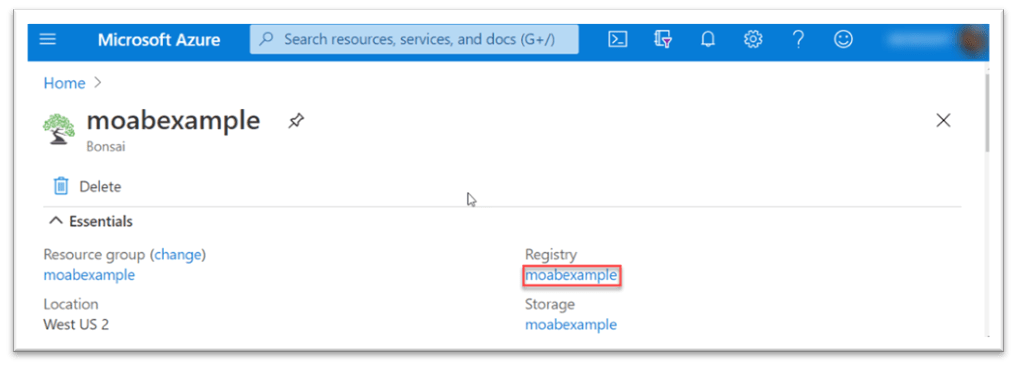 Microsoft Azure
Search resources, services, and docs (G+/)
Home >
moabexample
Bonsai
Delete
Essentials
Resource group (change)
moabexample
Registry
moabexample
Location
West US 2
Storage
moabexample